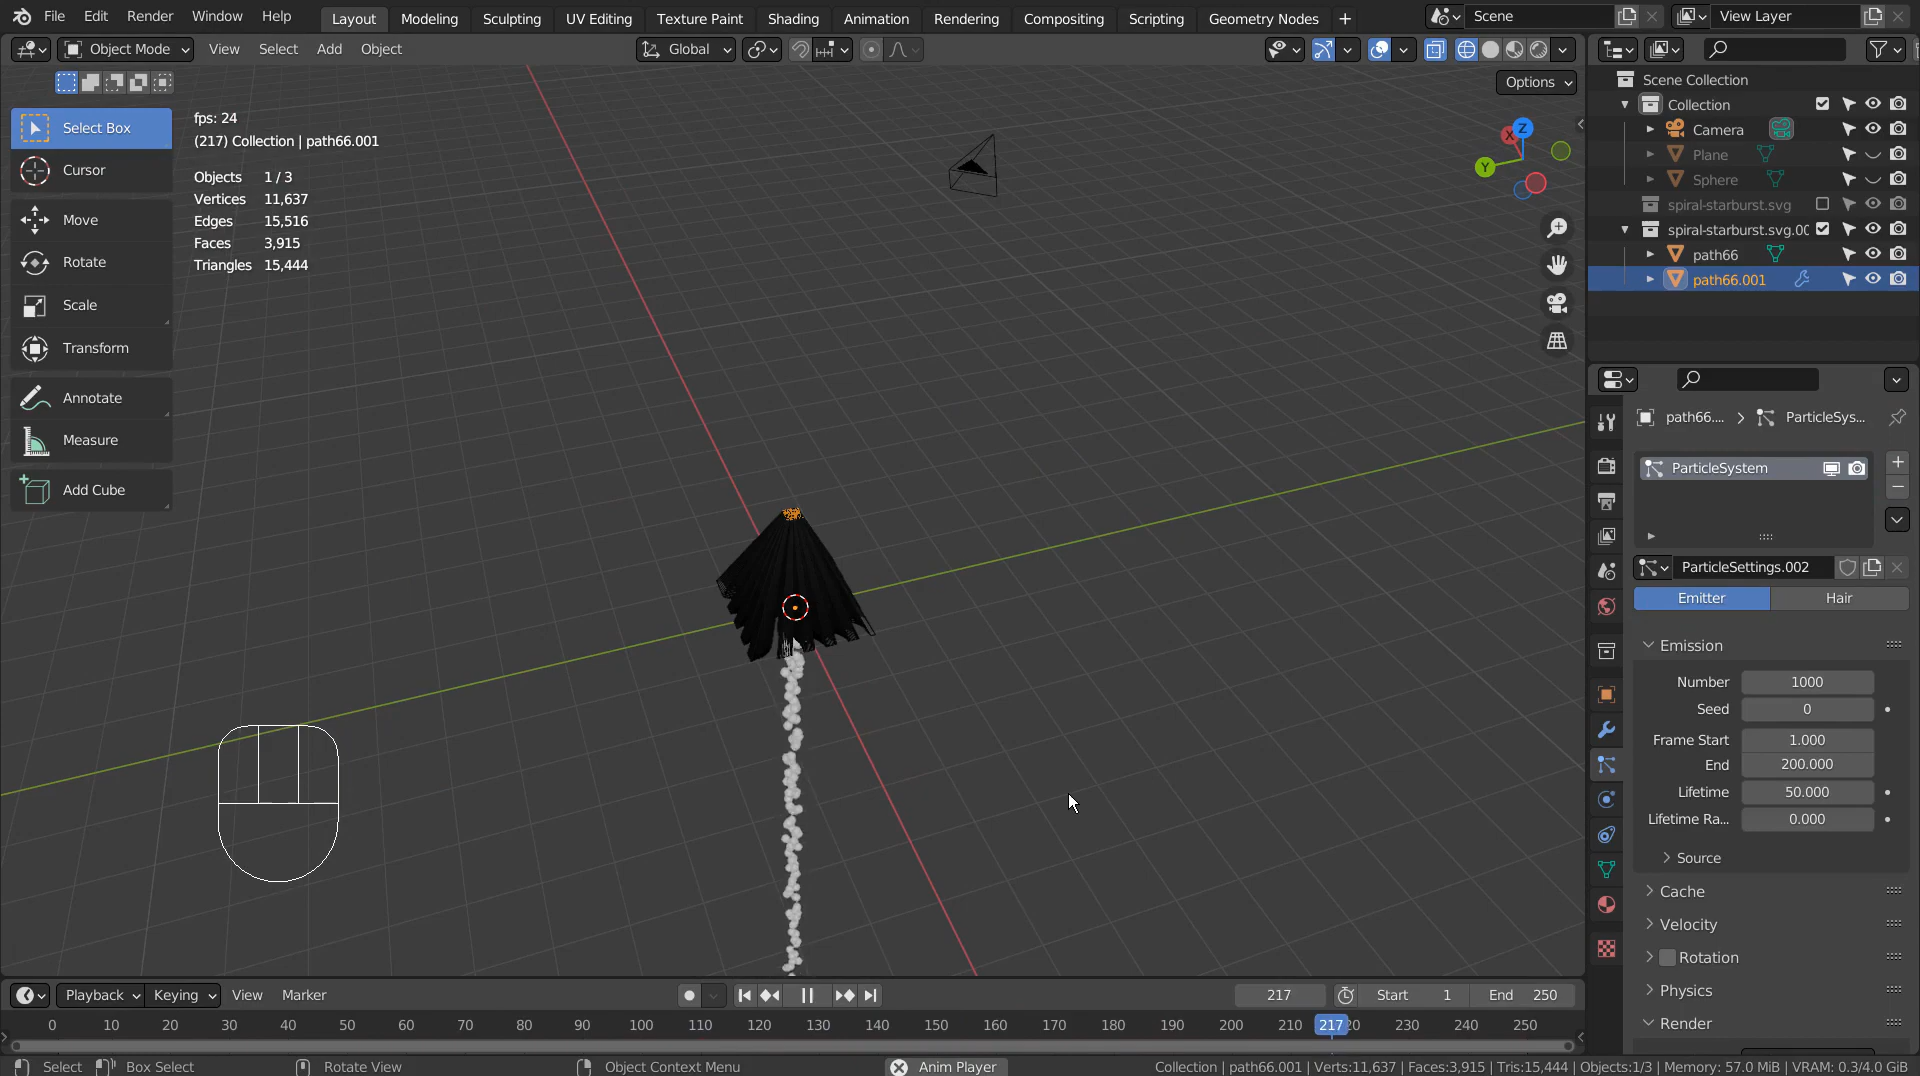 File Edit Render Window Help Layout Modeling Sculpting UV Editing Texture Paint Shading Animation Rendering Compositing Scripting Geometry Nodes + Scene View Layer
Object Mode View Select Add Object Global
Options
Select Box
Cursor
Move
Rotate
Scale
Transform
Annotate
Measure
Add Cube
fps: 24
(217) Collection | path66.001
Objects 1 / 3
Vertices 11,637
Edges 15,516
Faces 3,915
Triangles 15,444
X
Z
Y
Scene Collection
Collection
Camera
Plane
Sphere
spiral-starburst.svg
spiral-starburst.svg.00
path66
path66.001
path66.... > ParticleSys...
ParticleSystem
ParticleSettings.002
Emitter Hair
Emission
Number 1000
Seed 0
Frame Start 1.000
End 200.000
Lifetime 50.000
Lifetime Ra... 0.000
Source
Cache
Velocity
Rotation
Physics
Render
Playback Keying View Marker 217 Start 1 End 250
0 10 20 30 40 50 60 70 80 90 100 110 120 130 140 150 160 170 180 190 200 210 217 20 230 240 250
Select Box Select Rotate View Object Context Menu Anim Player Collection | path66.001 | Verts:11,637 | Faces:3,915 | Tris:15,444 | Objects:1/3 | Memory: 57.0 MiB | VRAM: 0.3/4.0 GiB